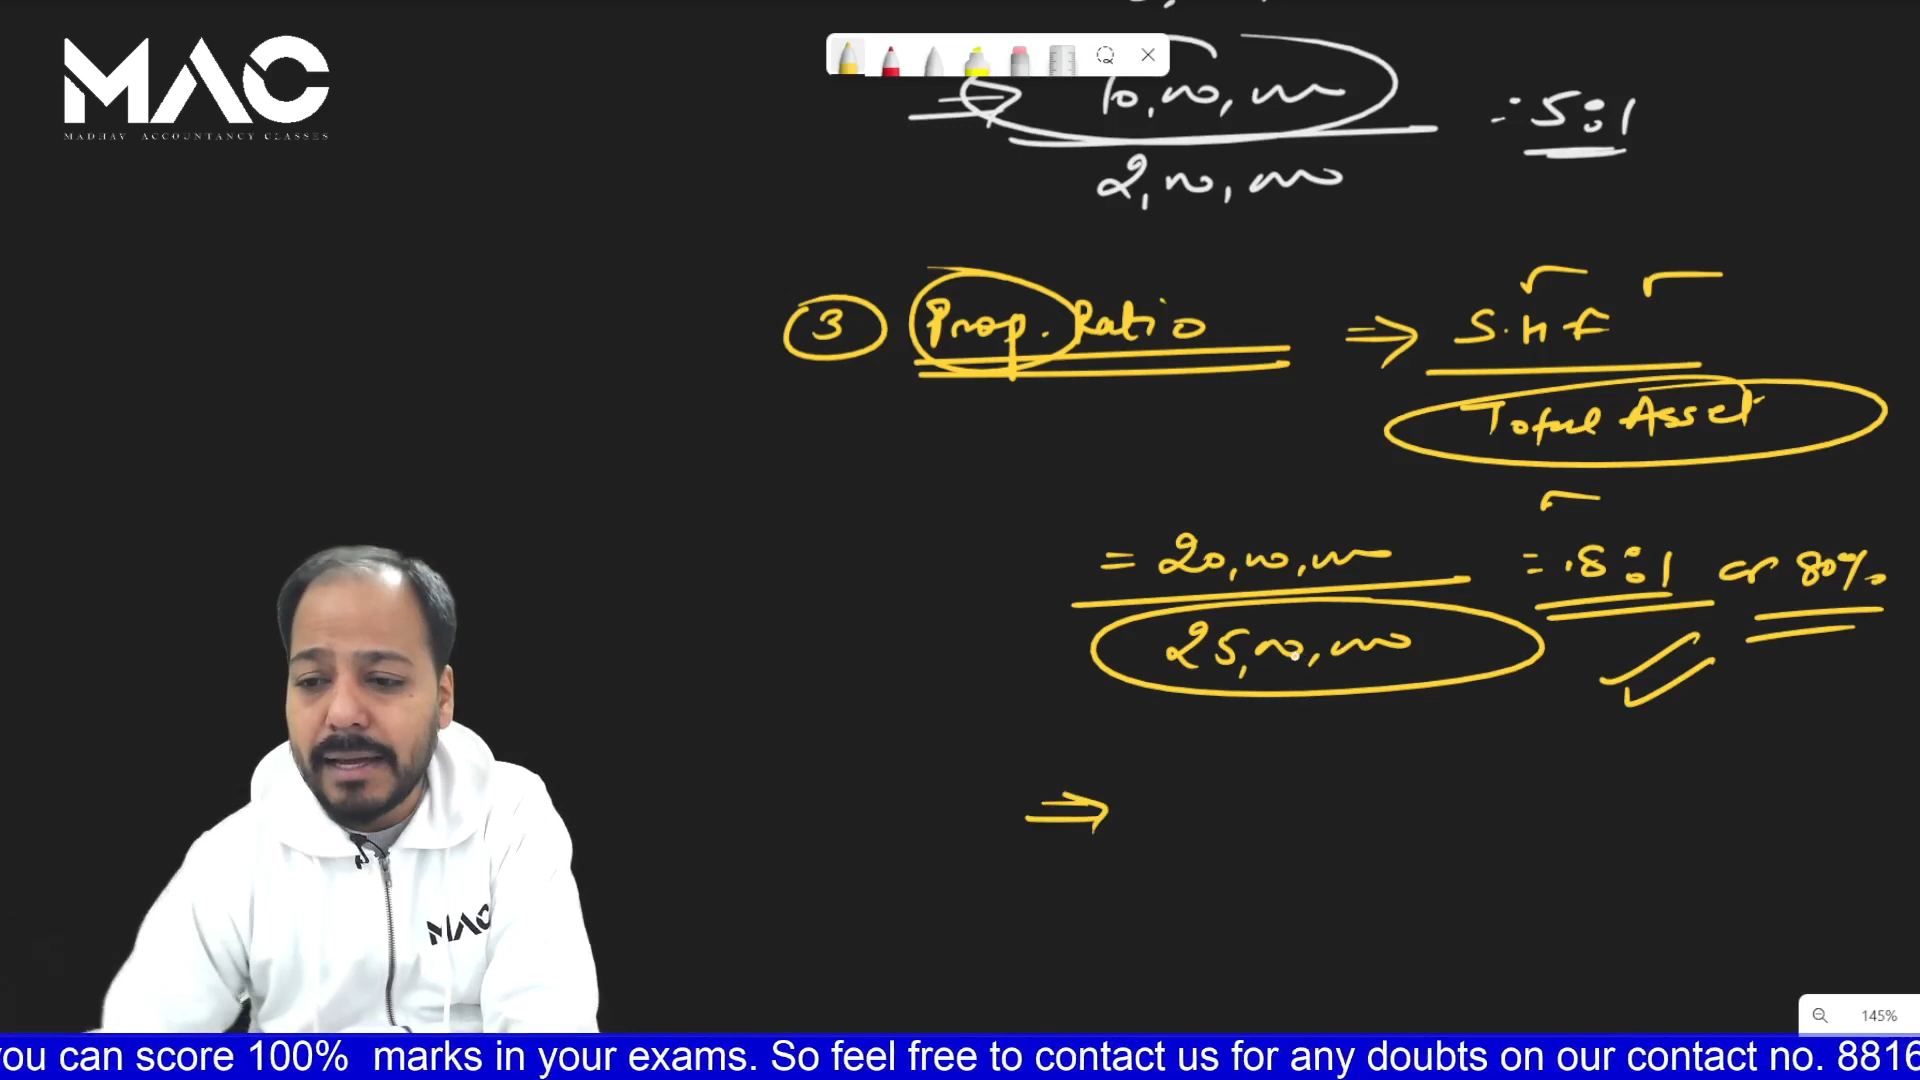 MAC
MADHAV ACCOUNTANCY CLASSES
⇒ 10,00,000 = 5:1
2,00,000
③ Prop. Ratio ⇒ S.H.F
Total Asset
= 20,00,000 = .8:1 or 80%
25,00,000
⇒
MAC
145%
you can score 100% marks in your exams. So feel free to contact us for any doubts on our contact no. 8816